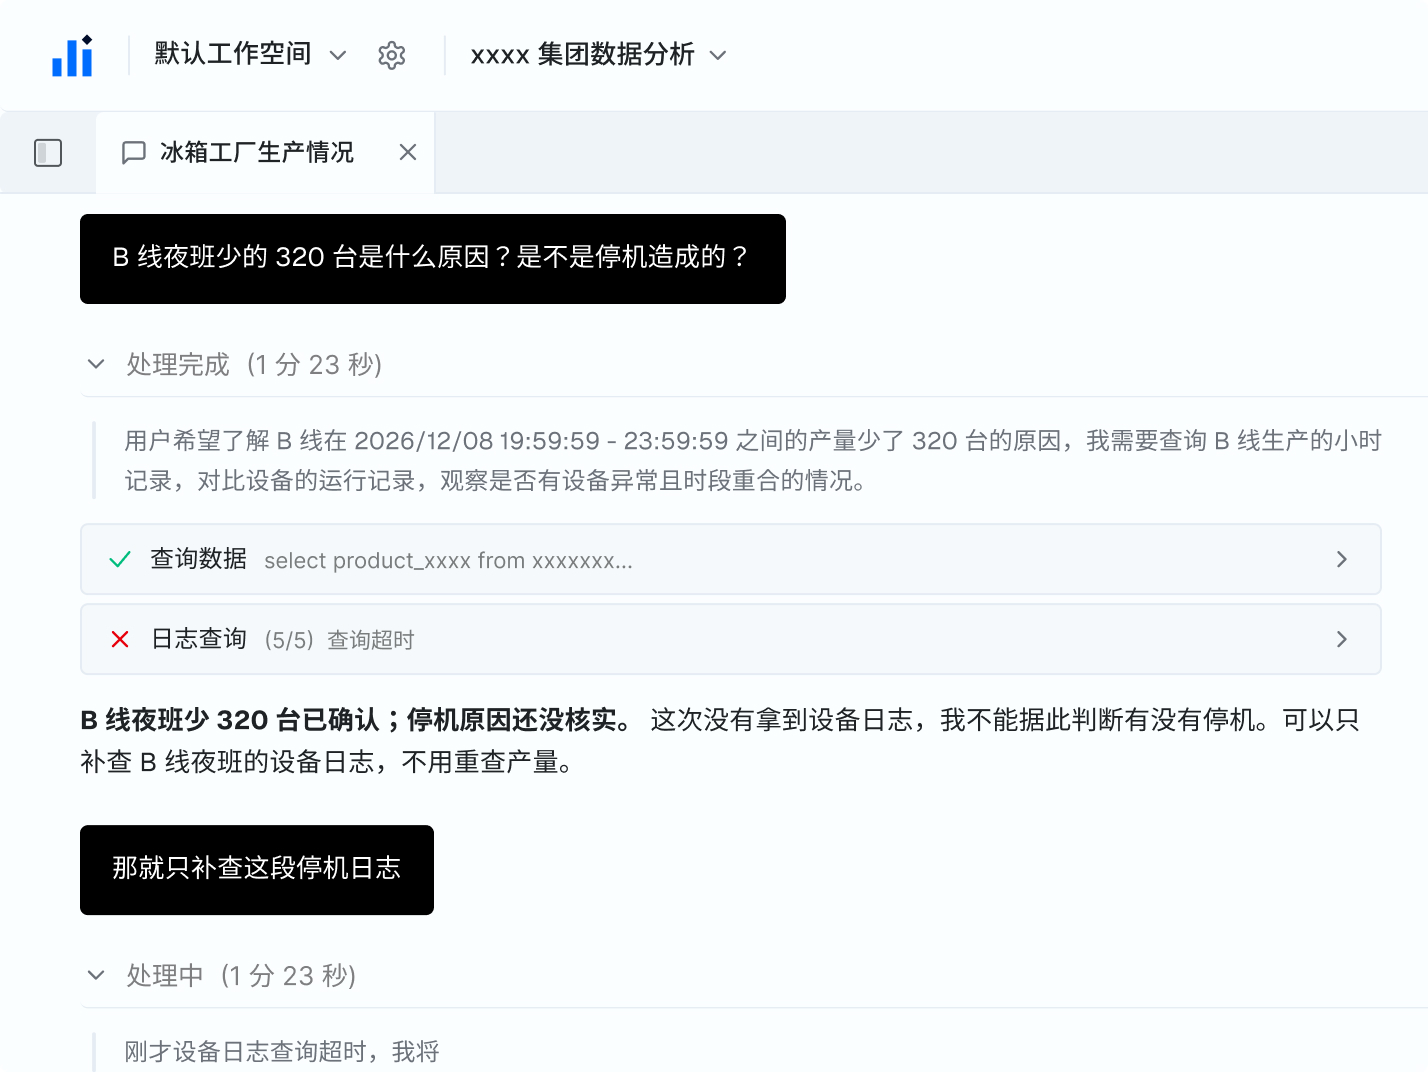 默认工作空间
xxxx 集团数据分析
冰箱工厂生产情况
B 线夜班少的 320 台是什么原因？是不是停机造成的？
处理完成 (1 分 23 秒)
用户希望了解 B 线在 2026/12/08 19:59:59 - 23:59:59 之间的产量少了 320 台的原因，我需要查询 B 线生产的小时
记录，对比设备的运行记录，观察是否有设备异常且时段重合的情况。
查询数据 select product_xxxx from xxxxxxx...
日志查询 (5/5) 查询超时
B 线夜班少 320 台已确认；停机原因还没核实。 这次没有拿到设备日志，我不能据此判断有没有停机。可以只
补查 B 线夜班的设备日志，不用重查产量。
那就只补查这段停机日志
处理中 (1 分 23 秒)
刚才设备日志查询超时，我将